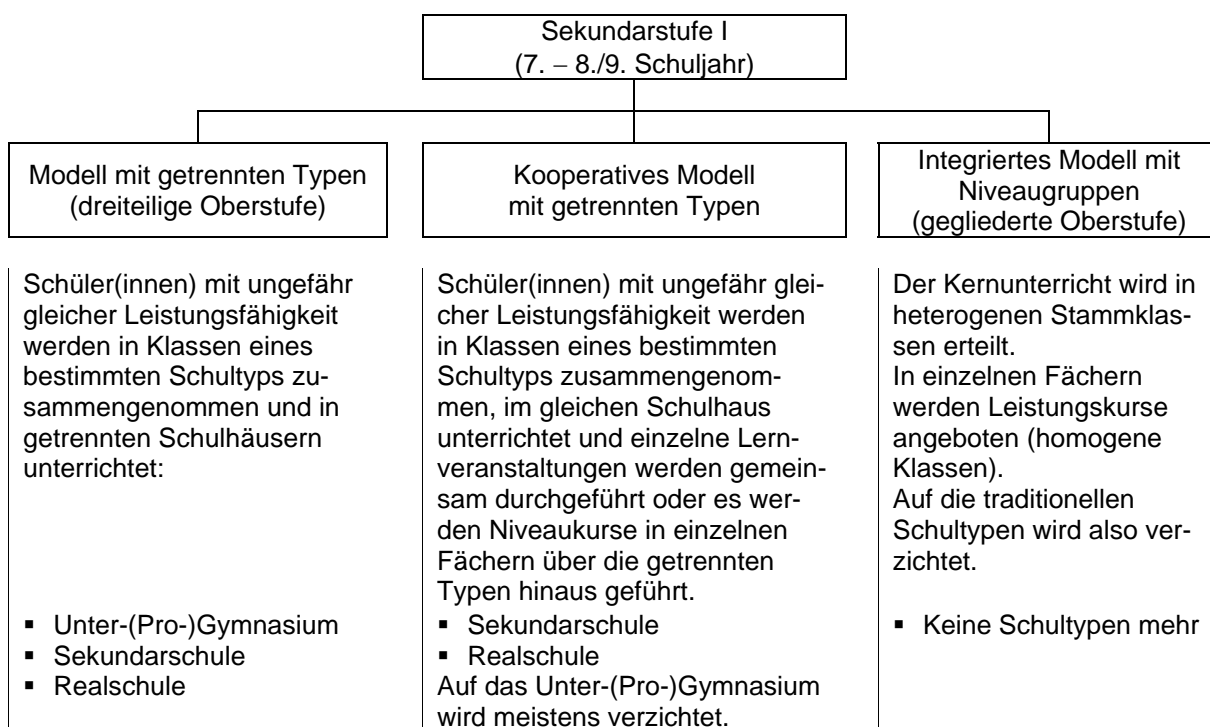 Sekundarstufe I
(7. – 8./9. Schuljahr)
Modell mit getrennten Typen
(dreiteilige Oberstufe)
Kooperatives Modell
mit getrennten Typen
Integriertes Modell mit
Niveaugruppen
(gegliederte Oberstufe)
Schüler(innen) mit ungefähr
gleicher Leistungsfähigkeit
werden in Klassen eines
bestimmten Schultyps zu-
sammengenommen und in
getrennten Schulhäusern
unterrichtet:
▪ Unter-(Pro-)Gymnasium
▪ Sekundarschule
▪ Realschule
Schüler(innen) mit ungefähr glei-
cher Leistungsfähigkeit werden
in Klassen eines bestimmten
Schultyps zusammengenom-
men, im gleichen Schulhaus
unterrichtet und einzelne Lern-
veranstaltungen werden gemein-
sam durchgeführt oder es wer-
den Niveaukurse in einzelnen
Fächern über die getrennten
Typen hinaus geführt.
▪ Sekundarschule
▪ Realschule
Auf das Unter-(Pro-)Gymnasium
wird meistens verzichtet.
Der Kernunterricht wird in
heterogenen Stammklas-
sen erteilt.
In einzelnen Fächern
werden Leistungskurse
angeboten (homogene
Klassen).
Auf die traditionellen
Schultypen wird also ver-
zichtet.
▪ Keine Schultypen mehr